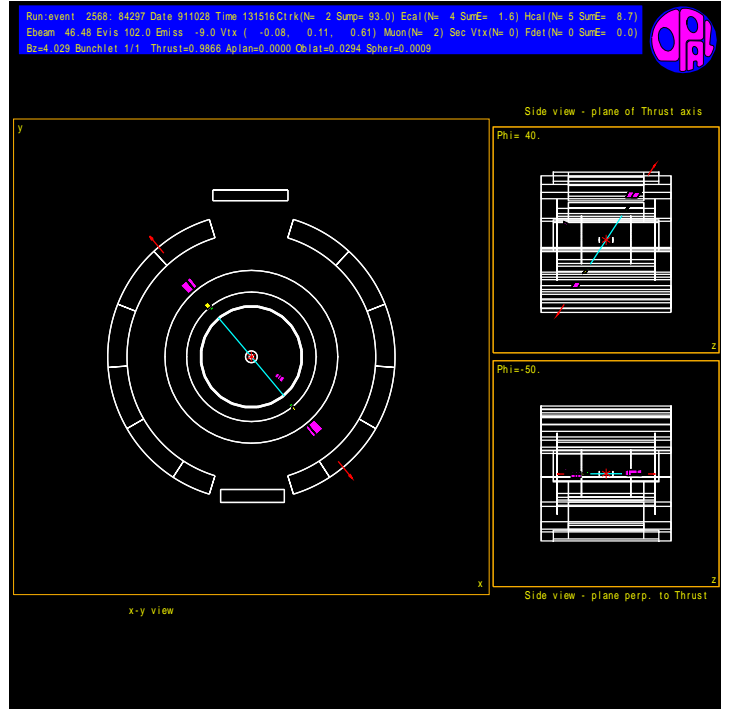 Run:event 2568: 84297 Date 911028 Time 131516 Ctrk(N= 2 Sump= 93.0) Ecal(N= 4 SumE= 1.6) Hcal(N= 5 SumE= 8.7)
Ebeam 46.48 Evis 102.0 Emiss -9.0 Vtx ( -0.08, 0.11, 0.61) Muon(N= 2) Sec Vtx(N= 0) Fdet(N= 0 SumE= 0.0)
Bz=4.029 Bunchlet 1/1 Thrust=0.9866 Aplan=0.0000 Oblat=0.0294 Spher=0.0009
OPAL
Side view - plane of Thrust axis
y
Phi= 40.
z
Phi=-50.
x
z
Side view - plane perp. to Thrust
x-y view